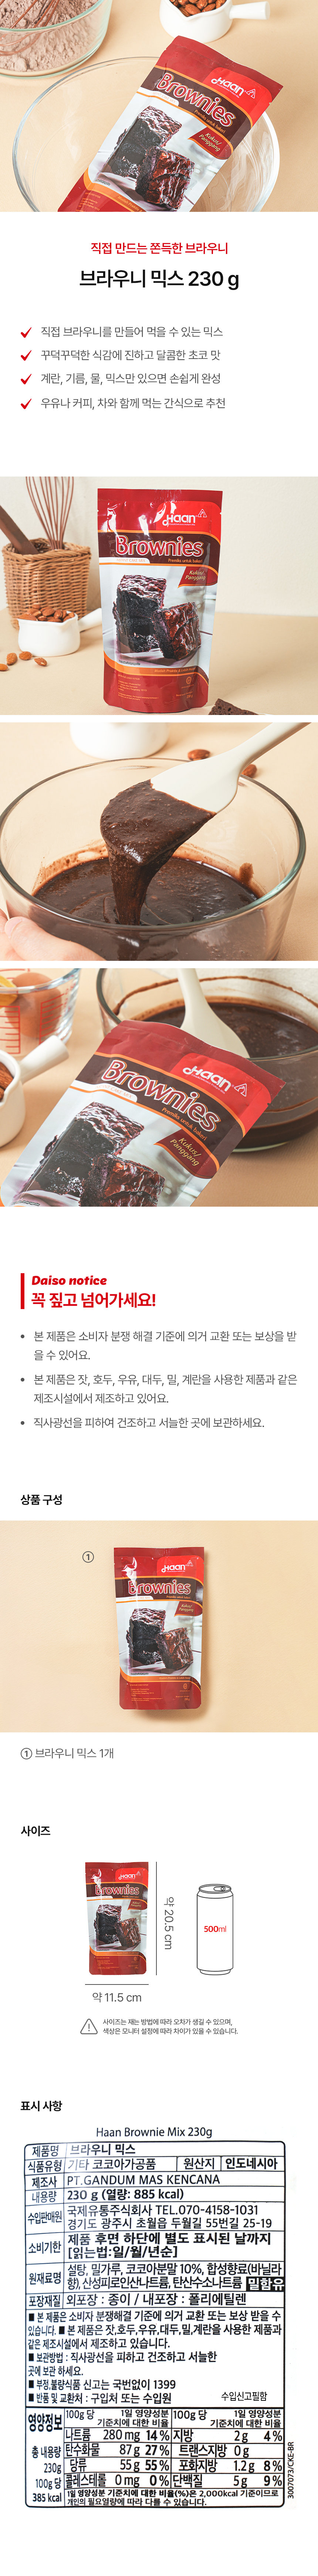 Haan
Brownies
Premiks untuk bakeri
Kukus/
Panggang
직접 만드는 쫀득한 브라우니
브라우니 믹스 230 g
직접 브라우니를 만들어 먹을 수 있는 믹스
꾸덕꾸덕한 식감에 진하고 달콤한 초코 맛
계란, 기름, 물, 믹스만 있으면 손쉽게 완성
우유나 커피, 차와 함께 먹는 간식으로 추천
Haan
Brownies
Premiks untuk bakeri
Kukus/
Panggang
Haan
Brownies
Premiks untuk bakeri
Kukus/
Panggang
Daiso notice
꼭 짚고 넘어가세요!
• 본 제품은 소비자 분쟁 해결 기준에 의거 교환 또는 보상을 받
을 수 있어요.
• 본 제품은 잣, 호두, 우유, 대두, 밀, 계란을 사용한 제품과 같은
제조시설에서 제조하고 있어요.
• 직사광선을 피하여 건조하고 서늘한 곳에 보관하세요.
상품 구성
①
Haan
Brownies
Kukus/
Panggang
① 브라우니 믹스 1개
사이즈
Haan
Brownies
약 20.5 cm
500ml
약 11.5 cm
사이즈는 재는 방법에 따라 오차가 생길 수 있으며,
색상은 모니터 설정에 따라 차이가 있을 수 있습니다.
표시 사항
Haan Brownie Mix 230g
제품명 브라우니 믹스
식품유형 기타 코코아가공품 원산지 인도네시아
제조사 PT.GANDUM MAS KENCANA
내용량 230 g (열량: 885 kcal)
수입판매원 국제유통주식회사 TEL.070-4158-1031
경기도 광주시 초월읍 두월길 55번길 25-19
소비기한 제품 후면 하단에 별도 표시된 날까지
[읽는법:일/월/년순]
원재료명 설탕, 밀가루, 코코아분말 10%, 합성향료(바닐라
향), 산성피로인산나트륨, 탄산수소나트륨 밀함유
포장재질 외포장 : 종이 / 내포장 : 폴리에틸렌
■ 본 제품은 소비자 분쟁해결 기준에 의거 교환 또는 보상 받을 수
있습니다. ■ 본 제품은 잣,호두,우유,대두,밀,계란을 사용한 제품과
같은 제조시설에서 제조하고 있습니다.
■ 보관방법 : 직사광선을 피하고 건조하고 서늘한
곳에 보관 하세요.
■ 부정,불량식품 신고는 국번없이 1399
■ 반품 및 교환처 : 구입처 또는 수입원 수입신고필함
영양정보 100g 당 1일 영양성분 기준치에 대한 비율 100g 당 1일 영양성분 기준치에 대한 비율
총 내용량 230g 100g 당 385 kcal
나트륨 280 mg 14 % 지방 2 g 4 %
탄수화물 87 g 27 % 트랜스지방 0 g
당류 55 g 55 % 포화지방 1.2 g 8 %
콜레스테롤 0 mg 0 % 단백질 5 g 9 %
1일 영양성분 기준치에 대한 비율(%)은 2,000kcal 기준이므로
개인의 필요열량에 따라 다를 수 있습니다.
3007073/CKE-BR